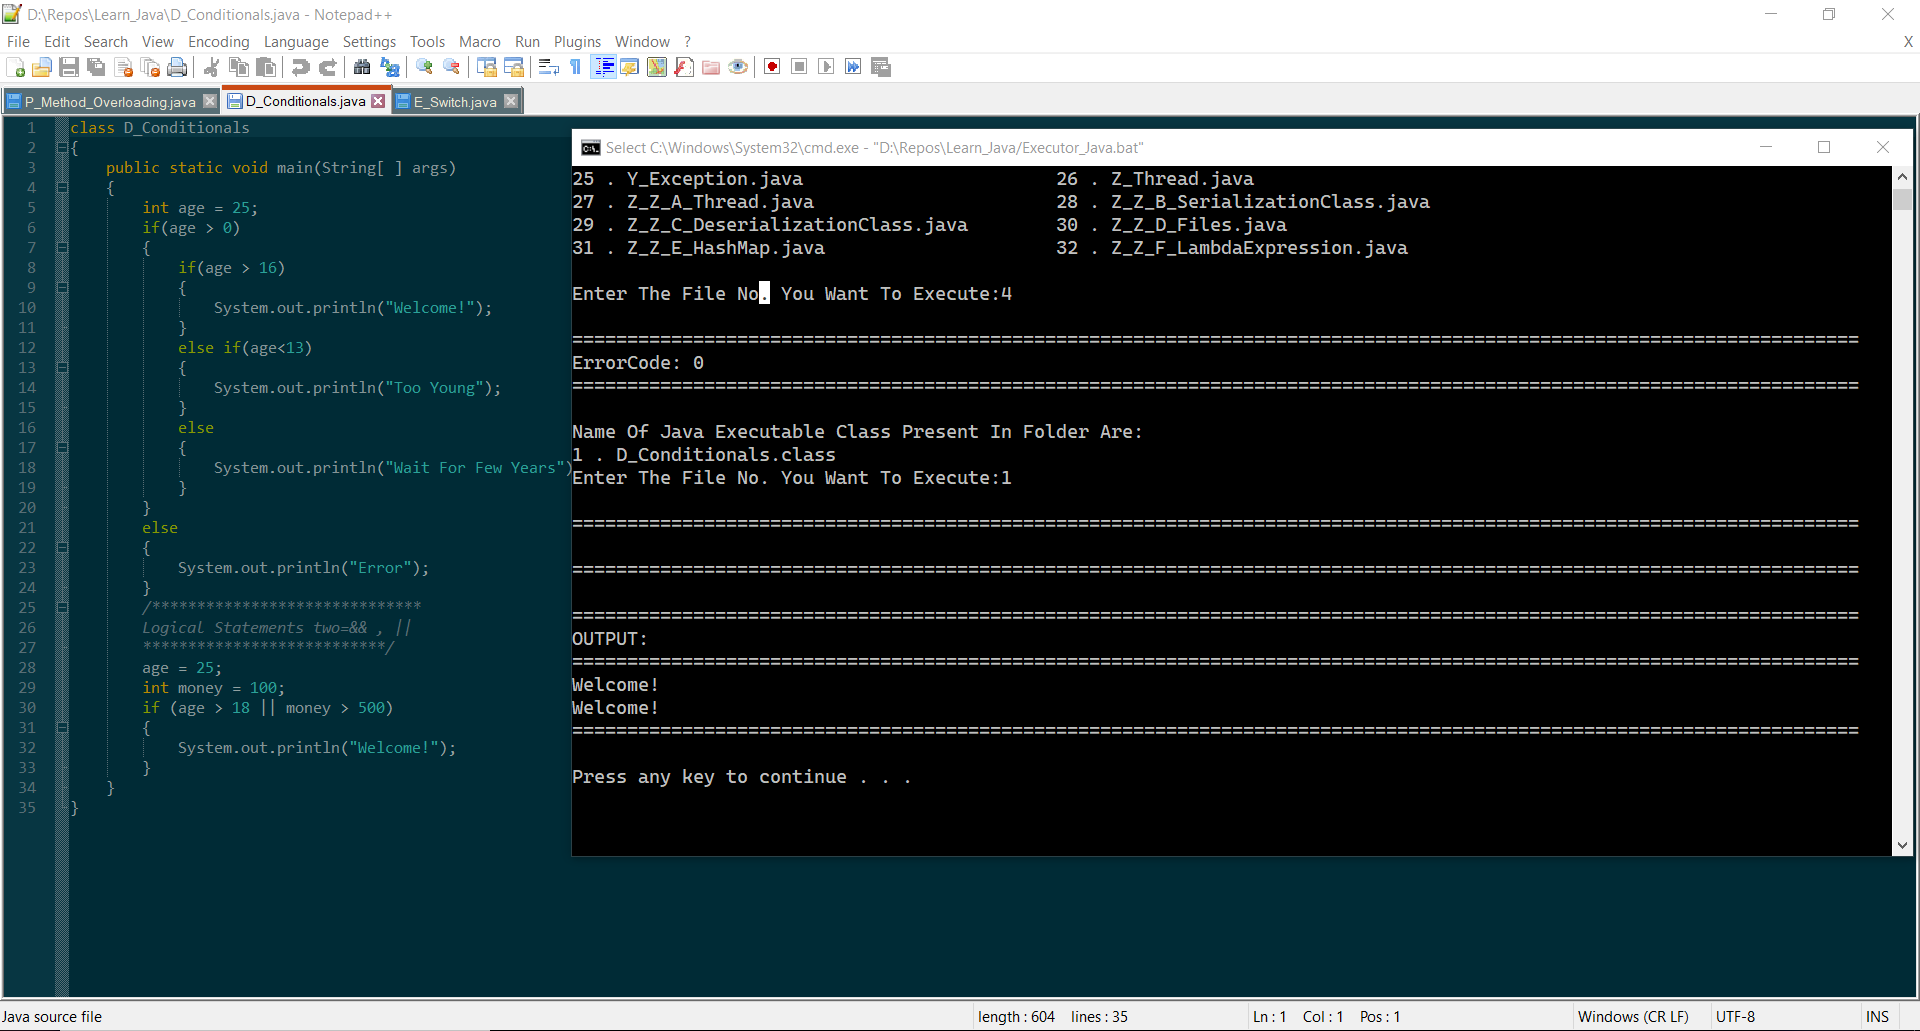 D:\Repos\Learn_Java\D_Conditionals.java - Notepad++
File Edit Search View Encoding Language Settings Tools Macro Run Plugins Window ? X
P_Method_Overloading.java D_Conditionals.java E_Switch.java
1 class D_Conditionals
2 {
3 public static void main(String[ ] args)
4 {
5 int age = 25;
6 if(age > 0)
7 {
8 if(age > 16)
9 {
10 System.out.println("Welcome!");
11 }
12 else if(age<13)
13 {
14 System.out.println("Too Young");
15 }
16 else
17 {
18 System.out.println("Wait For Few Years")
19 }
20 }
21 else
22 {
23 System.out.println("Error");
24 }
25 /******************************
26 Logical Statements two=&& , ||
27 ***************************/
28 age = 25;
29 int money = 100;
30 if (age > 18 || money > 500)
31 {
32 System.out.println("Welcome!");
33 }
34 }
35 }
Select C:\Windows\System32\cmd.exe - "D:\Repos\Learn_Java/Executor_Java.bat"
25 . Y_Exception.java 26 . Z_Thread.java
27 . Z_Z_A_Thread.java 28 . Z_Z_B_SerializationClass.java
29 . Z_Z_C_DeserializationClass.java 30 . Z_Z_D_Files.java
31 . Z_Z_E_HashMap.java 32 . Z_Z_F_LambdaExpression.java
Enter The File No. You Want To Execute:4
=====================================================================================================================
ErrorCode: 0
=====================================================================================================================
Name Of Java Executable Class Present In Folder Are:
1 . D_Conditionals.class
Enter The File No. You Want To Execute:1
=====================================================================================================================
=====================================================================================================================
=====================================================================================================================
OUTPUT:
=====================================================================================================================
Welcome!
Welcome!
=====================================================================================================================
Press any key to continue . . .
Java source file length : 604 lines : 35 Ln : 1 Col : 1 Pos : 1 Windows (CR LF) UTF-8 INS